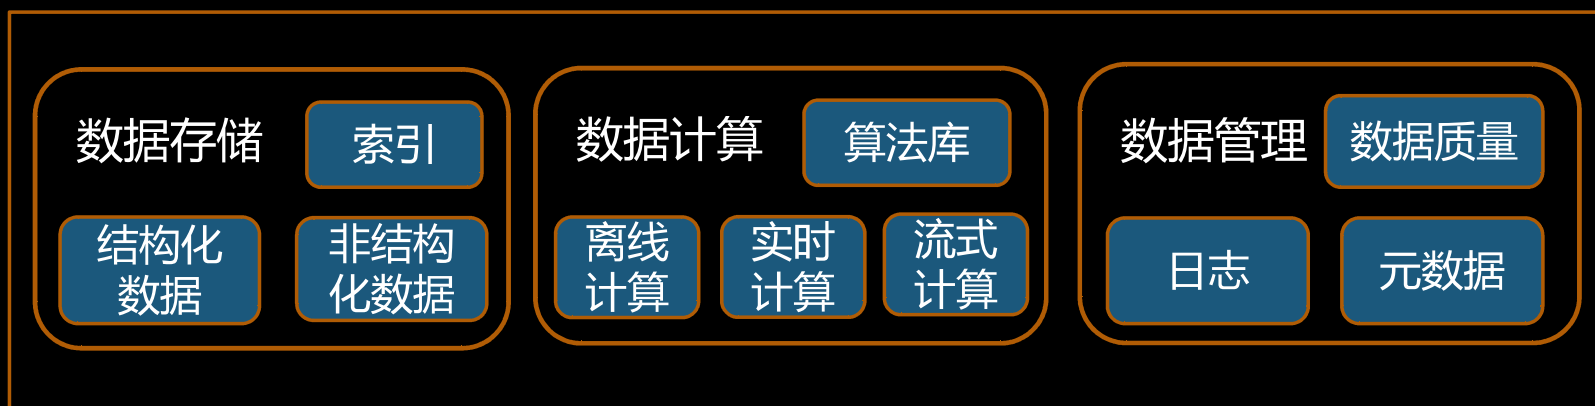 数据存储
索引
结构化
数据
非结构
化数据
数据计算
算法库
离线
计算
实时
计算
流式
计算
数据管理
数据质量
日志
元数据